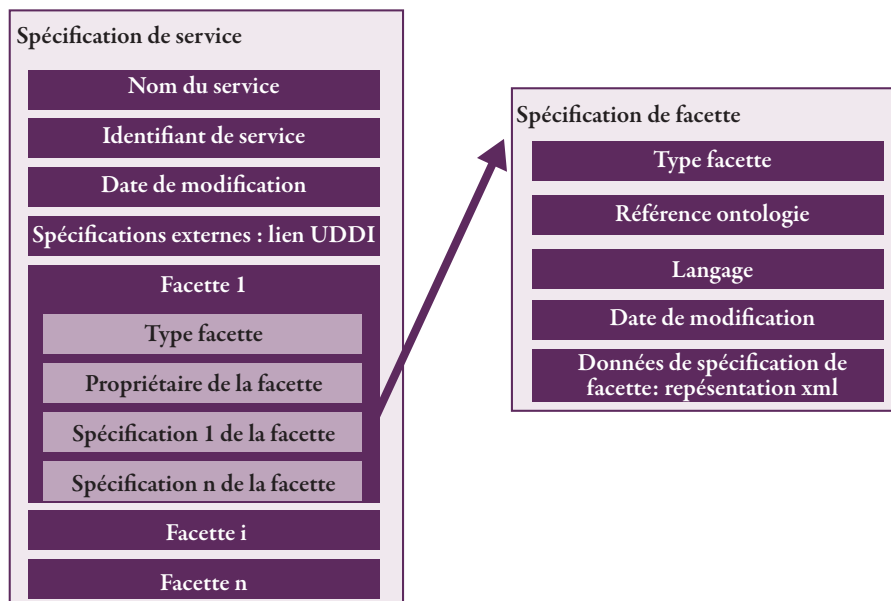 Spécification de service
Nom du service
Identifiant de service
Date de modification
Spécifications externes : lien UDDI
Facette 1
Type facette
Propriétaire de la facette
Spécification 1 de la facette
Spécification n de la facette
Facette i
Facette n
Spécification de facette
Type facette
Référence ontologie
Langage
Date de modification
Données de spécification de
facette: repésentation xml